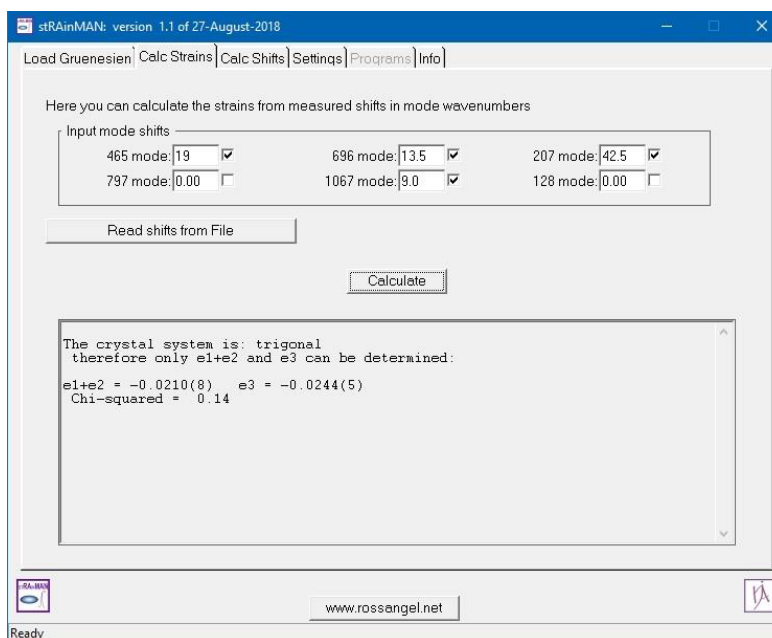 stRAinMAN: version 1.1 of 27-August-2018
Load Gruenesien Calc Strains Calc Shifts Settings Programs Info
Here you can calculate the strains from measured shifts in mode wavenumbers
Input mode shifts
465 mode: 19 696 mode: 13.5 207 mode: 42.5
797 mode: 0.00 1067 mode: 9.0 128 mode: 0.00
Read shifts from File
Calculate
The crystal system is: trigonal
therefore only e1+e2 and e3 can be determined:
e1+e2 = -0.0210(8) e3 = -0.0244(5)
Chi-squared = 0.14
stRAinMAN
www.rossangel.net
Ready